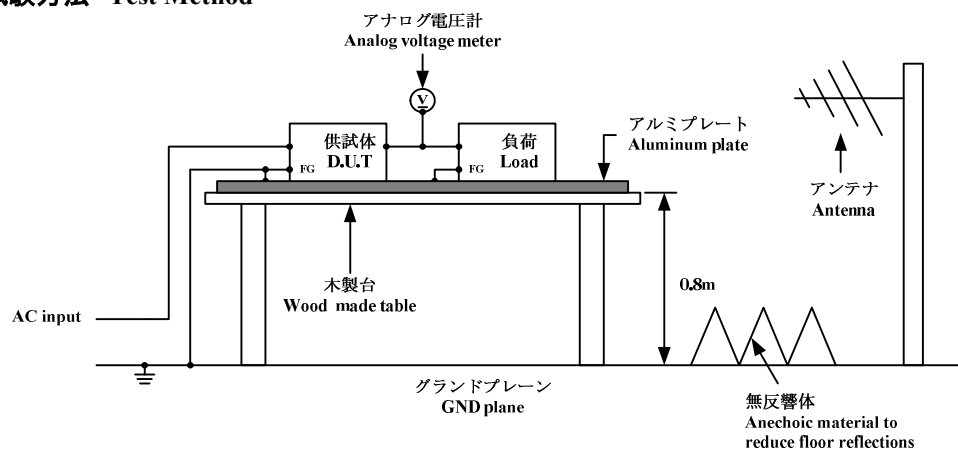 試験方法 Test Method
アナログ電圧計
Analog voltage meter
V
供試体
D.U.T
FG
負荷
Load
FG
アルミプレート
Aluminum plate
アンテナ
Antenna
木製台
Wood made table
0.8m
AC input
グランドプレーン
GND plane
無反響体
Anechoic material to
reduce floor reflections